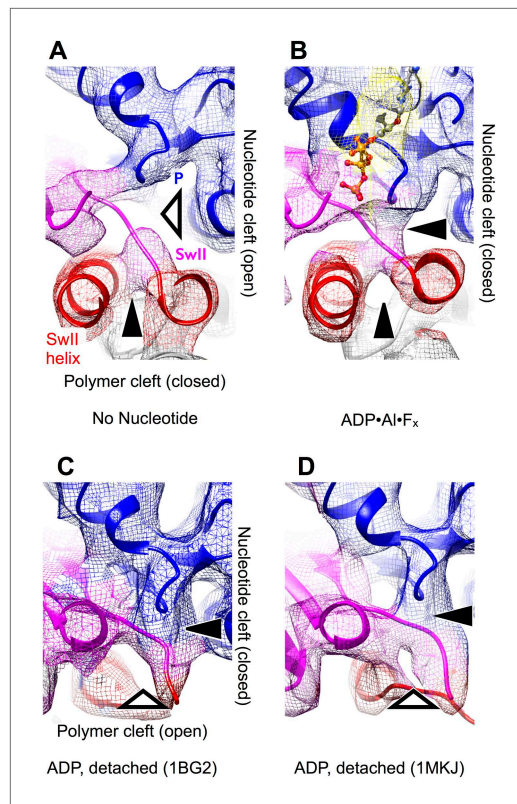 A
B
P
SwII
SwII
helix
Nucleotide cleft (open)
Nucleotide cleft (closed)
Polymer cleft (closed)
No Nucleotide
ADP•Al•Fₓ
C
D
Nucleotide cleft (closed)
Polymer cleft (open)
ADP, detached (1BG2)
ADP, detached (1MKJ)